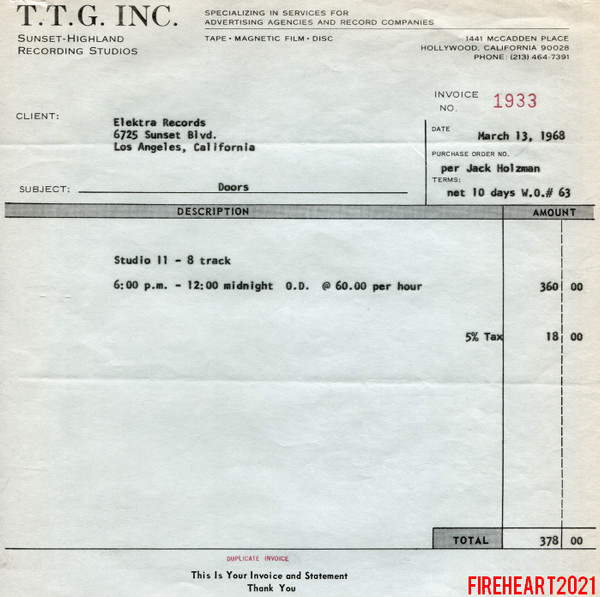 T.T.G. INC.
SUNSET-HIGHLAND
RECORDING STUDIOS
SPECIALIZING IN SERVICES FOR
ADVERTISING AGENCIES AND RECORD COMPANIES
TAPE • MAGNETIC FILM • DISC
1441 McCADDEN PLACE
HOLLYWOOD, CALIFORNIA 90028
PHONE: (213) 464-7391
INVOICE NO. 1933
CLIENT:
Elektra Records
6725 Sunset Blvd.
Los Angeles, California
DATE
March 13, 1968
PURCHASE ORDER NO.
per Jack Holzman
TERMS:
net 10 days W.O.# 63
SUBJECT: Doors
DESCRIPTION AMOUNT
Studio 11 - 8 track
6:00 p.m. - 12:00 midnight O.D. @ 60.00 per hour 360 00
5% Tax 18 00
TOTAL 378 00
DUPLICATE INVOICE
This Is Your Invoice and Statement
Thank You
FIREHEART2021